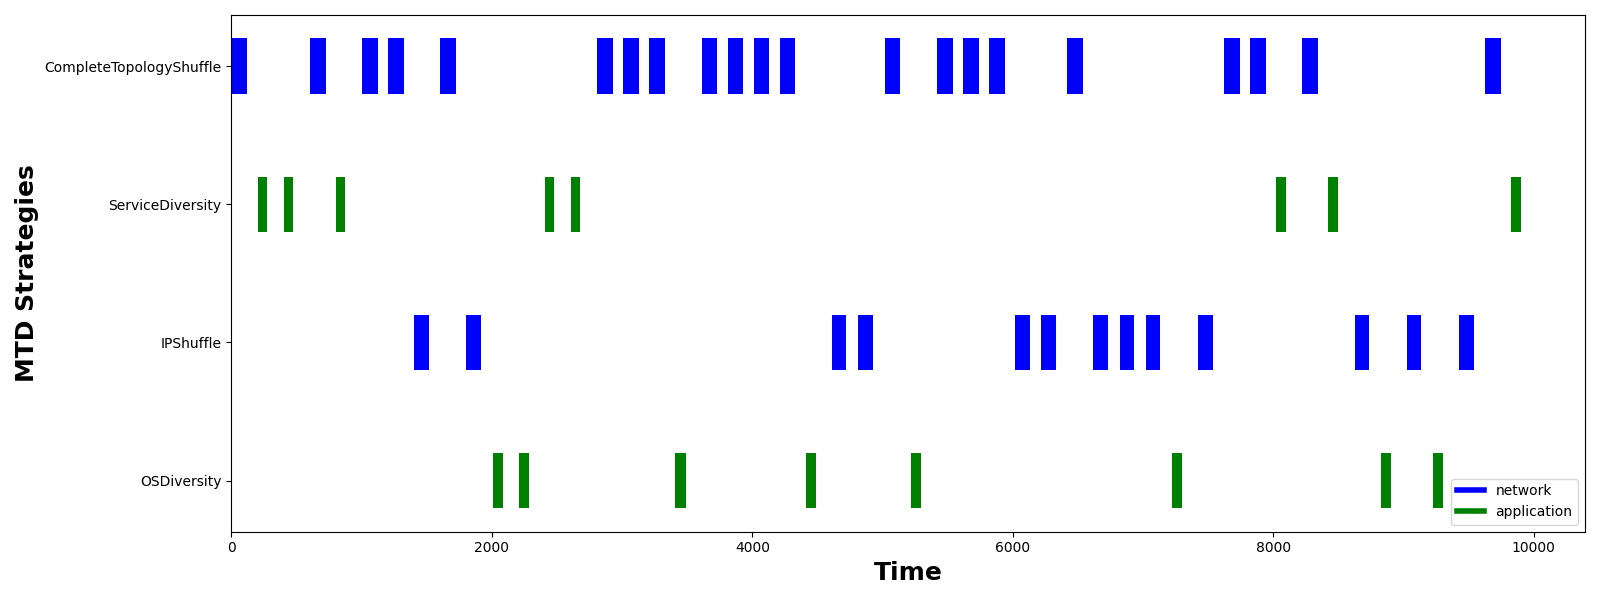 MTD Strategies
CompleteTopologyShuffle
ServiceDiversity
IPShuffle
OSDiversity
network
application
0 2000 4000 6000 8000 10000
Time